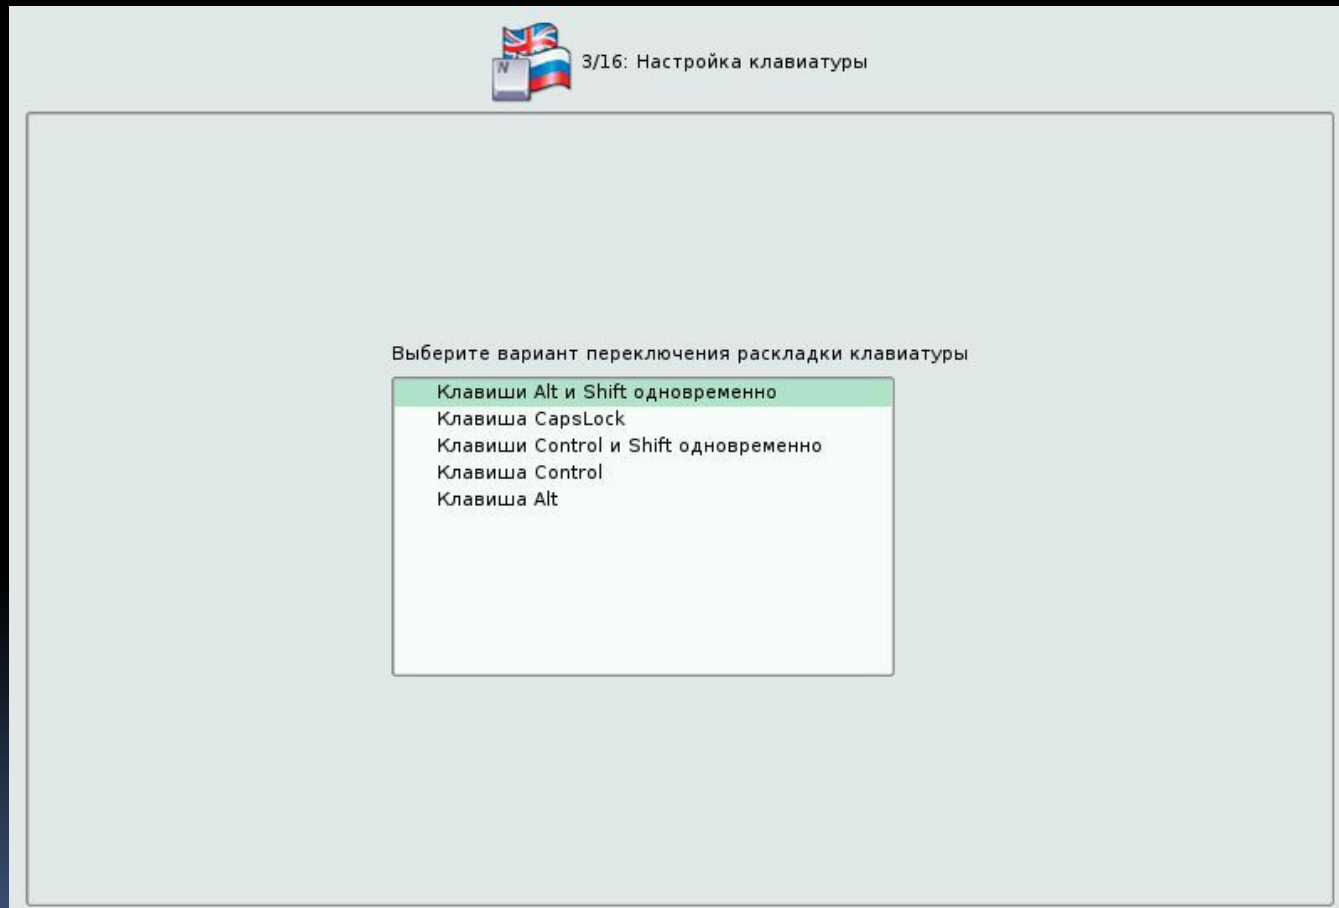 N
3/16: Настройка клавиатуры
Выберите вариант переключения раскладки клавиатуры
Клавиши Alt и Shift одновременно
Клавиша CapsLock
Клавиши Control и Shift одновременно
Клавиша Control
Клавиша Alt